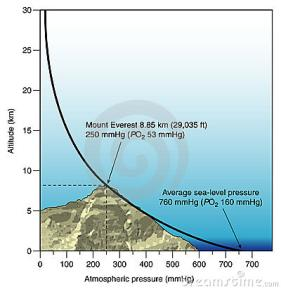 30
25
20
15
10
5
0
Altitude (km)
Mount Everest 8.85 km (29,035 ft)
250 mmHg (PO₂ 53 mmHg)
Average sea-level pressure
760 mmHg (PO₂ 160 mmHg)
0 100 200 300 400 500 600 700
Atmospheric pressure (mmHg)
dreamstime.com